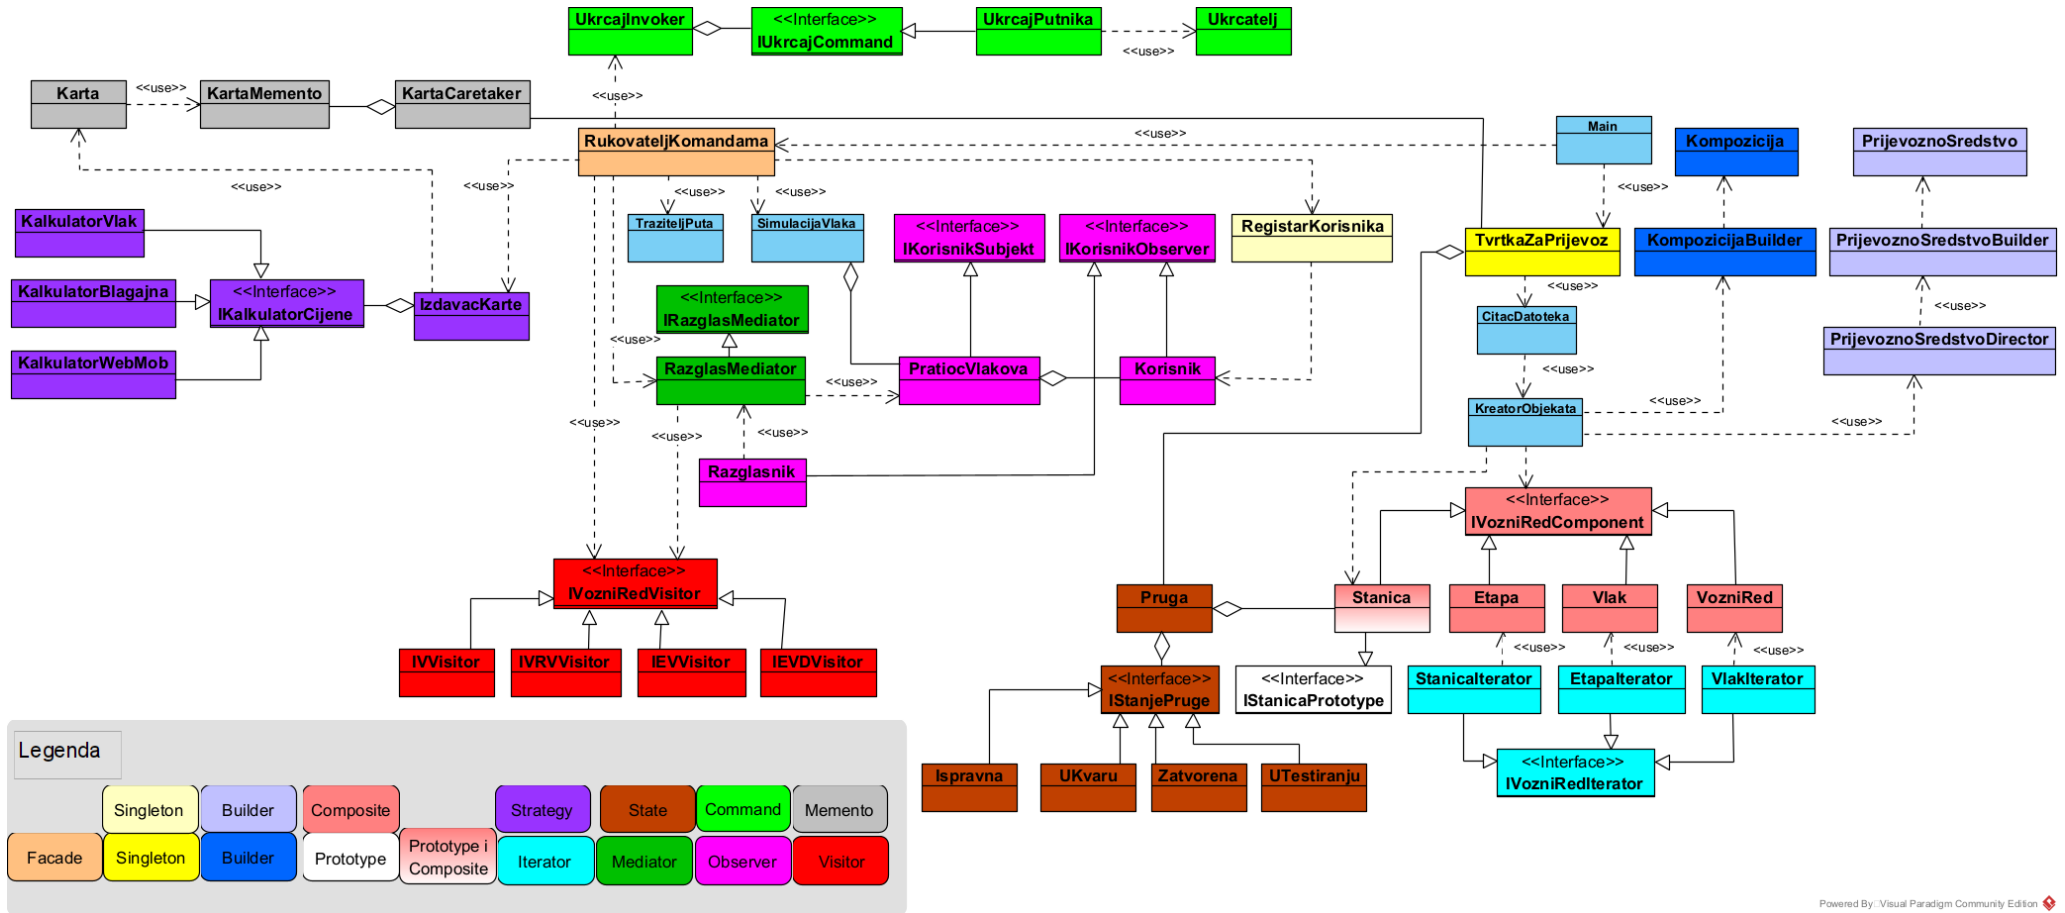 UkrcajInvoker
<<Interface>>
IUkrcajCommand
UkrcajPutnika
<<use>>
Ukrcatelj
Karta
<<use>>
KartaMemento
KartaCaretaker
<<use>>
RukovateljKomandama
<<use>>
Main
Kompozicija
PrijevoznoSredstvo
<<use>>
<<use>>
<<use>>
<<use>>
<<use>>
KalkulatorVlak
TraziteljPuta
SimulacijaVlaka
<<Interface>>
IKorisnikSubjekt
<<Interface>>
IKorisnikObserver
RegistarKorisnika
TvrtkaZaPrijevoz
KompozicijaBuilder
PrijevoznoSredstvoBuilder
KalkulatorBlagajna
<<Interface>>
IKalkulatorCijene
IzdavacKarte
<<Interface>>
IRazglasMediator
<<use>>
CitacDatoteka
<<use>>
PrijevoznoSredstvoDirector
<<use>>
KalkulatorWebMob
RazglasMediator
<<use>>
PratiocVlakova
Korisnik
<<use>>
KreatorObjekata
<<use>>
<<use>>
<<use>>
<<use>>
<<use>>
Razglasnik
<<Interface>>
IVozniRedComponent
<<Interface>>
IVozniRedVisitor
Pruga
Stanica
Etapa
Vlak
VozniRed
IVVisitor
IVRVVisitor
IEVVisitor
IEVDVisitor
<<use>>
<<use>>
<<use>>
<<Interface>>
IStanjePruge
<<Interface>>
IStanicaPrototype
StanicaIterator
EtapaIterator
VlakIterator
Ispravna
UKvaru
Zatvorena
UTestiranju
<<Interface>>
IVozniRedIterator
Legenda
Singleton
Builder
Composite
Strategy
State
Command
Memento
Facade
Singleton
Builder
Prototype
Prototype i
Composite
Iterator
Mediator
Observer
Visitor
Powered By Visual Paradigm Community Edition